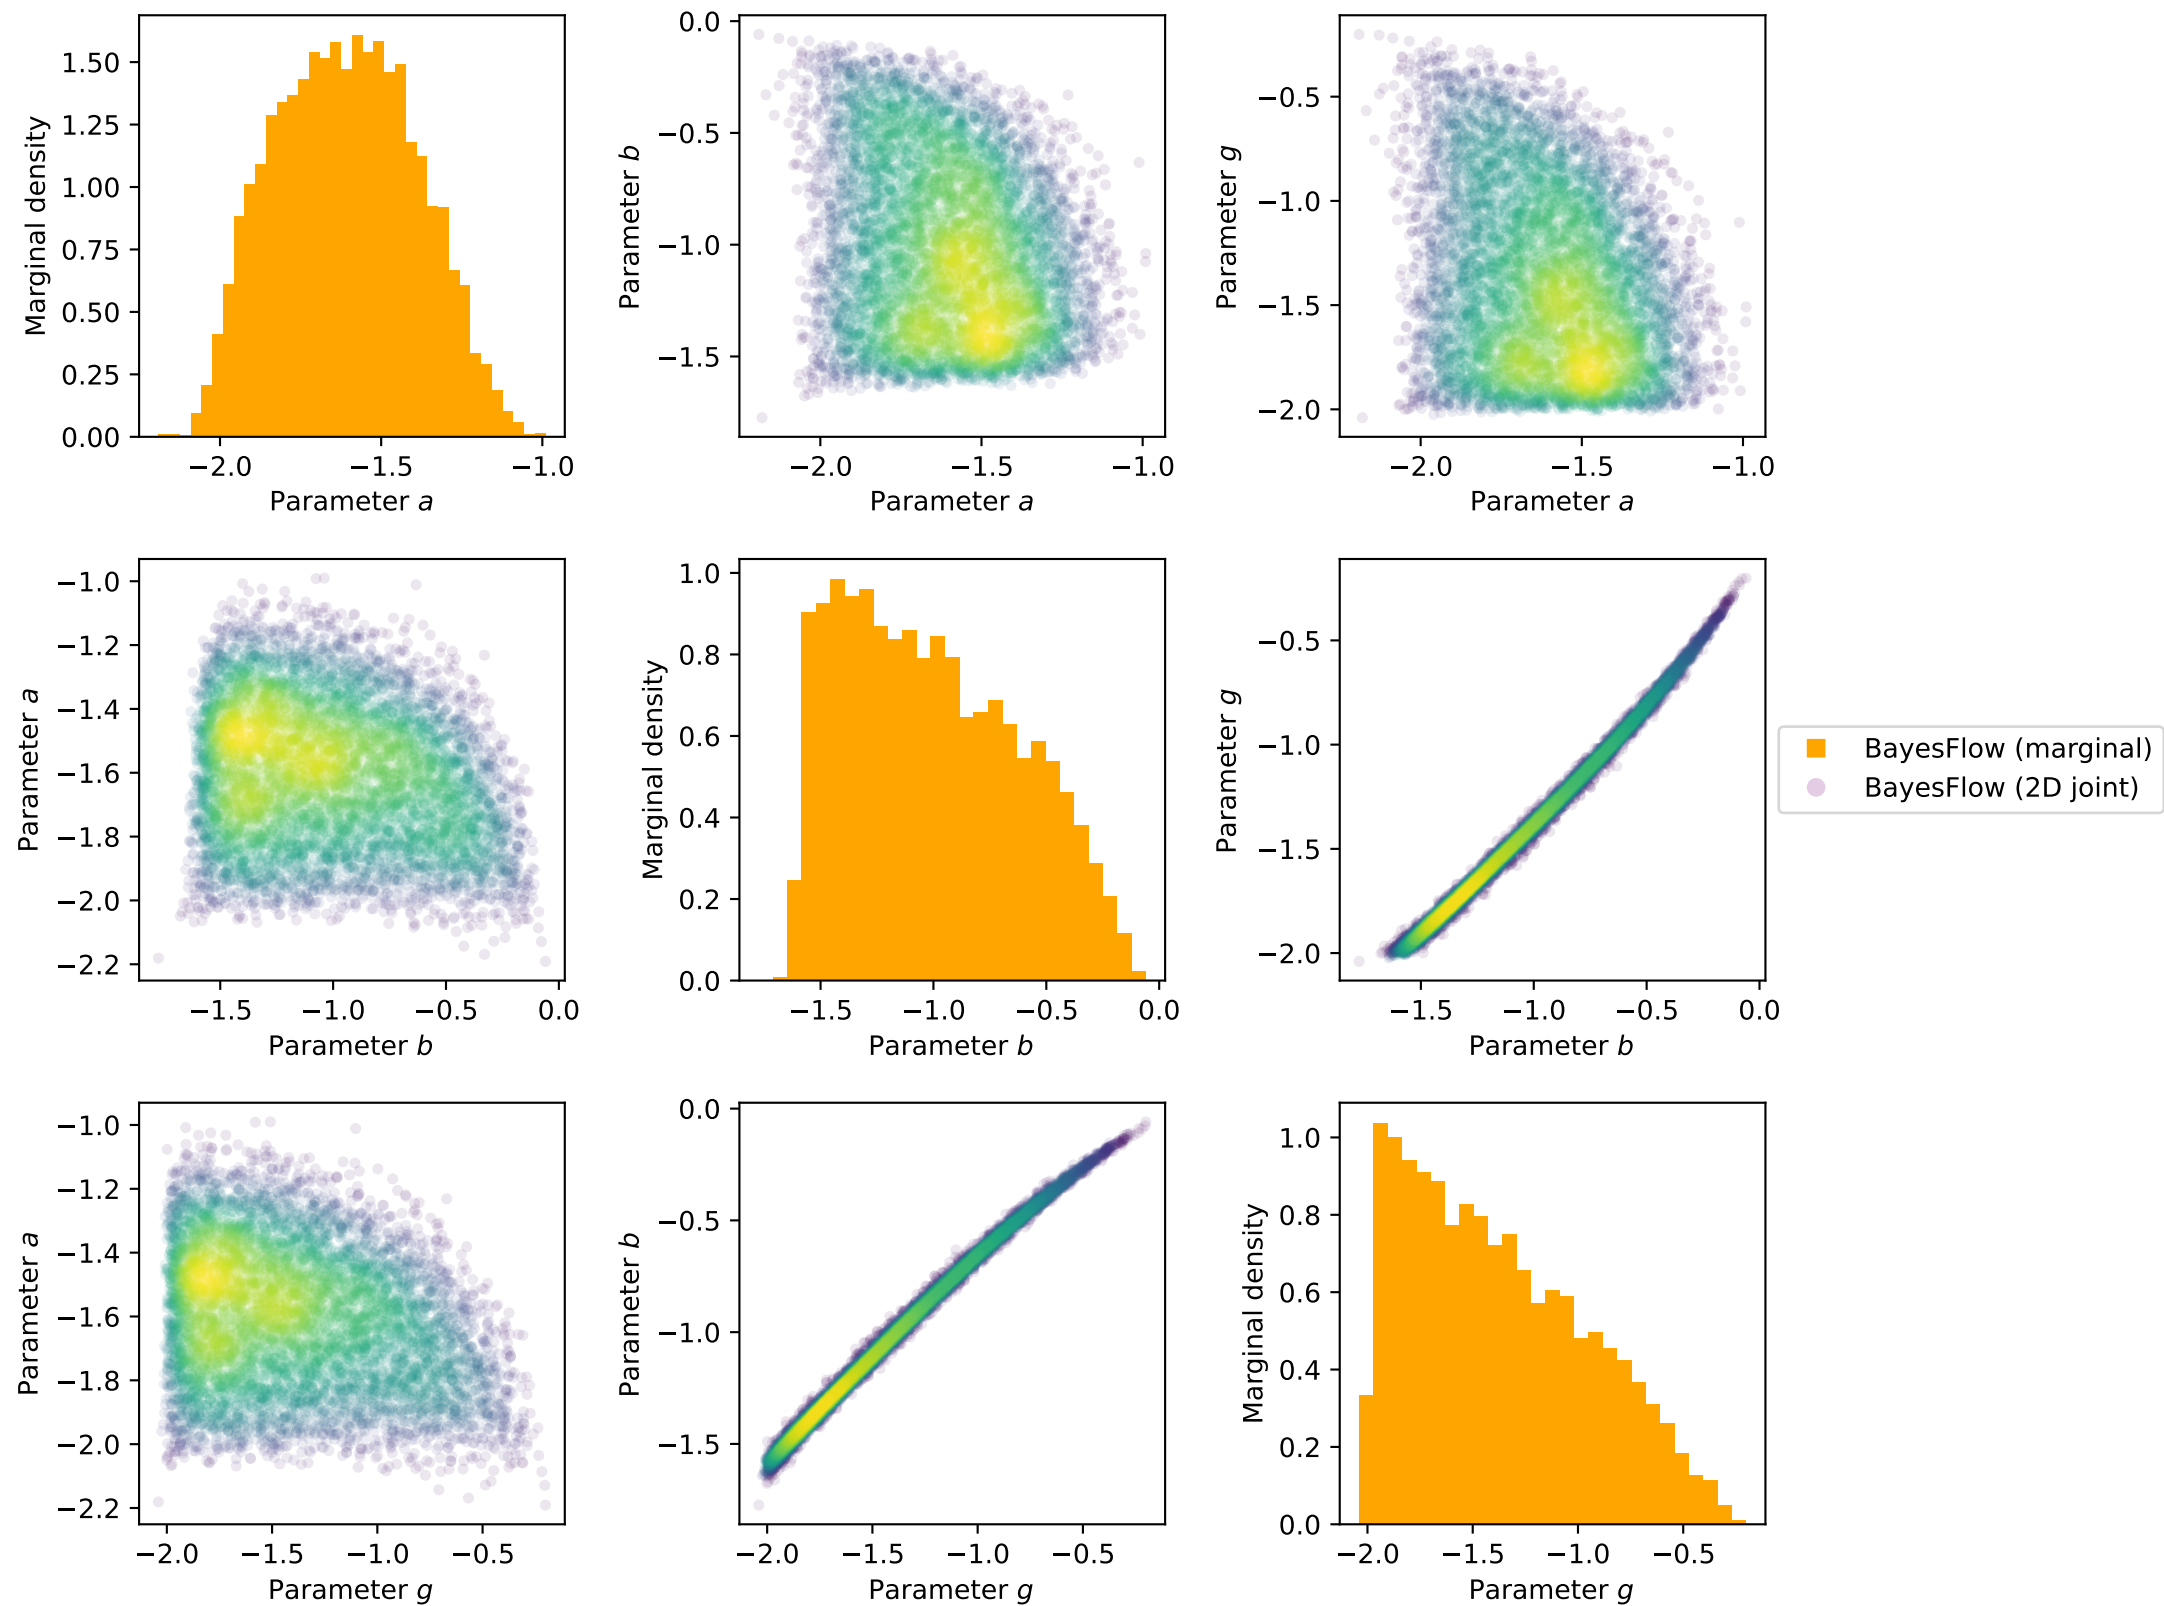 Marginal density
1.50
1.25
1.00
0.75
0.50
0.25
0.00
−2.0 −1.5 −1.0
Parameter a
Parameter b
0.0
−0.5
−1.0
−1.5
−2.0 −1.5 −1.0
Parameter a
Parameter g
−0.5
−1.0
−1.5
−2.0
−2.0 −1.5 −1.0
Parameter a
Parameter a
−1.0
−1.2
−1.4
−1.6
−1.8
−2.0
−2.2
−1.5 −1.0 −0.5 0.0
Parameter b
Marginal density
1.0
0.8
0.6
0.4
0.2
0.0
−1.5 −1.0 −0.5 0.0
Parameter b
Parameter g
−0.5
−1.0
−1.5
−2.0
−1.5 −1.0 −0.5 0.0
Parameter b
BayesFlow (marginal)
BayesFlow (2D joint)
Parameter a
−1.0
−1.2
−1.4
−1.6
−1.8
−2.0
−2.2
−2.0 −1.5 −1.0 −0.5
Parameter g
Parameter b
0.0
−0.5
−1.0
−1.5
−2.0 −1.5 −1.0 −0.5
Parameter g
Marginal density
1.0
0.8
0.6
0.4
0.2
0.0
−2.0 −1.5 −1.0 −0.5
Parameter g